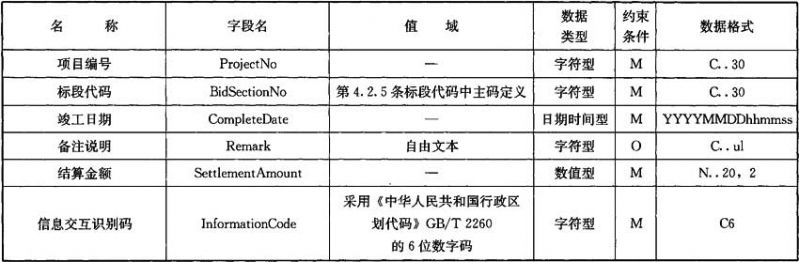 名 称 字段名 值 域 数据类型 约束条件 数据格式
项目编号 ProjectNo — 字符型 M C..30
标段代码 BidSectionNo 第4.2.5条标段代码中主码定义 字符型 M C..30
竣工日期 CompleteDate — 日期时间型 M YYYYMMDDhhmmss
备注说明 Remark 自由文本 字符型 O C..ul
结算金额 SettlementAmount — 数值型 M N..20，2
信息交互识别码 InformationCode 采用《中华人民共和国行政区划代码》GB/T 2260的6位数字码 字符型 M C6